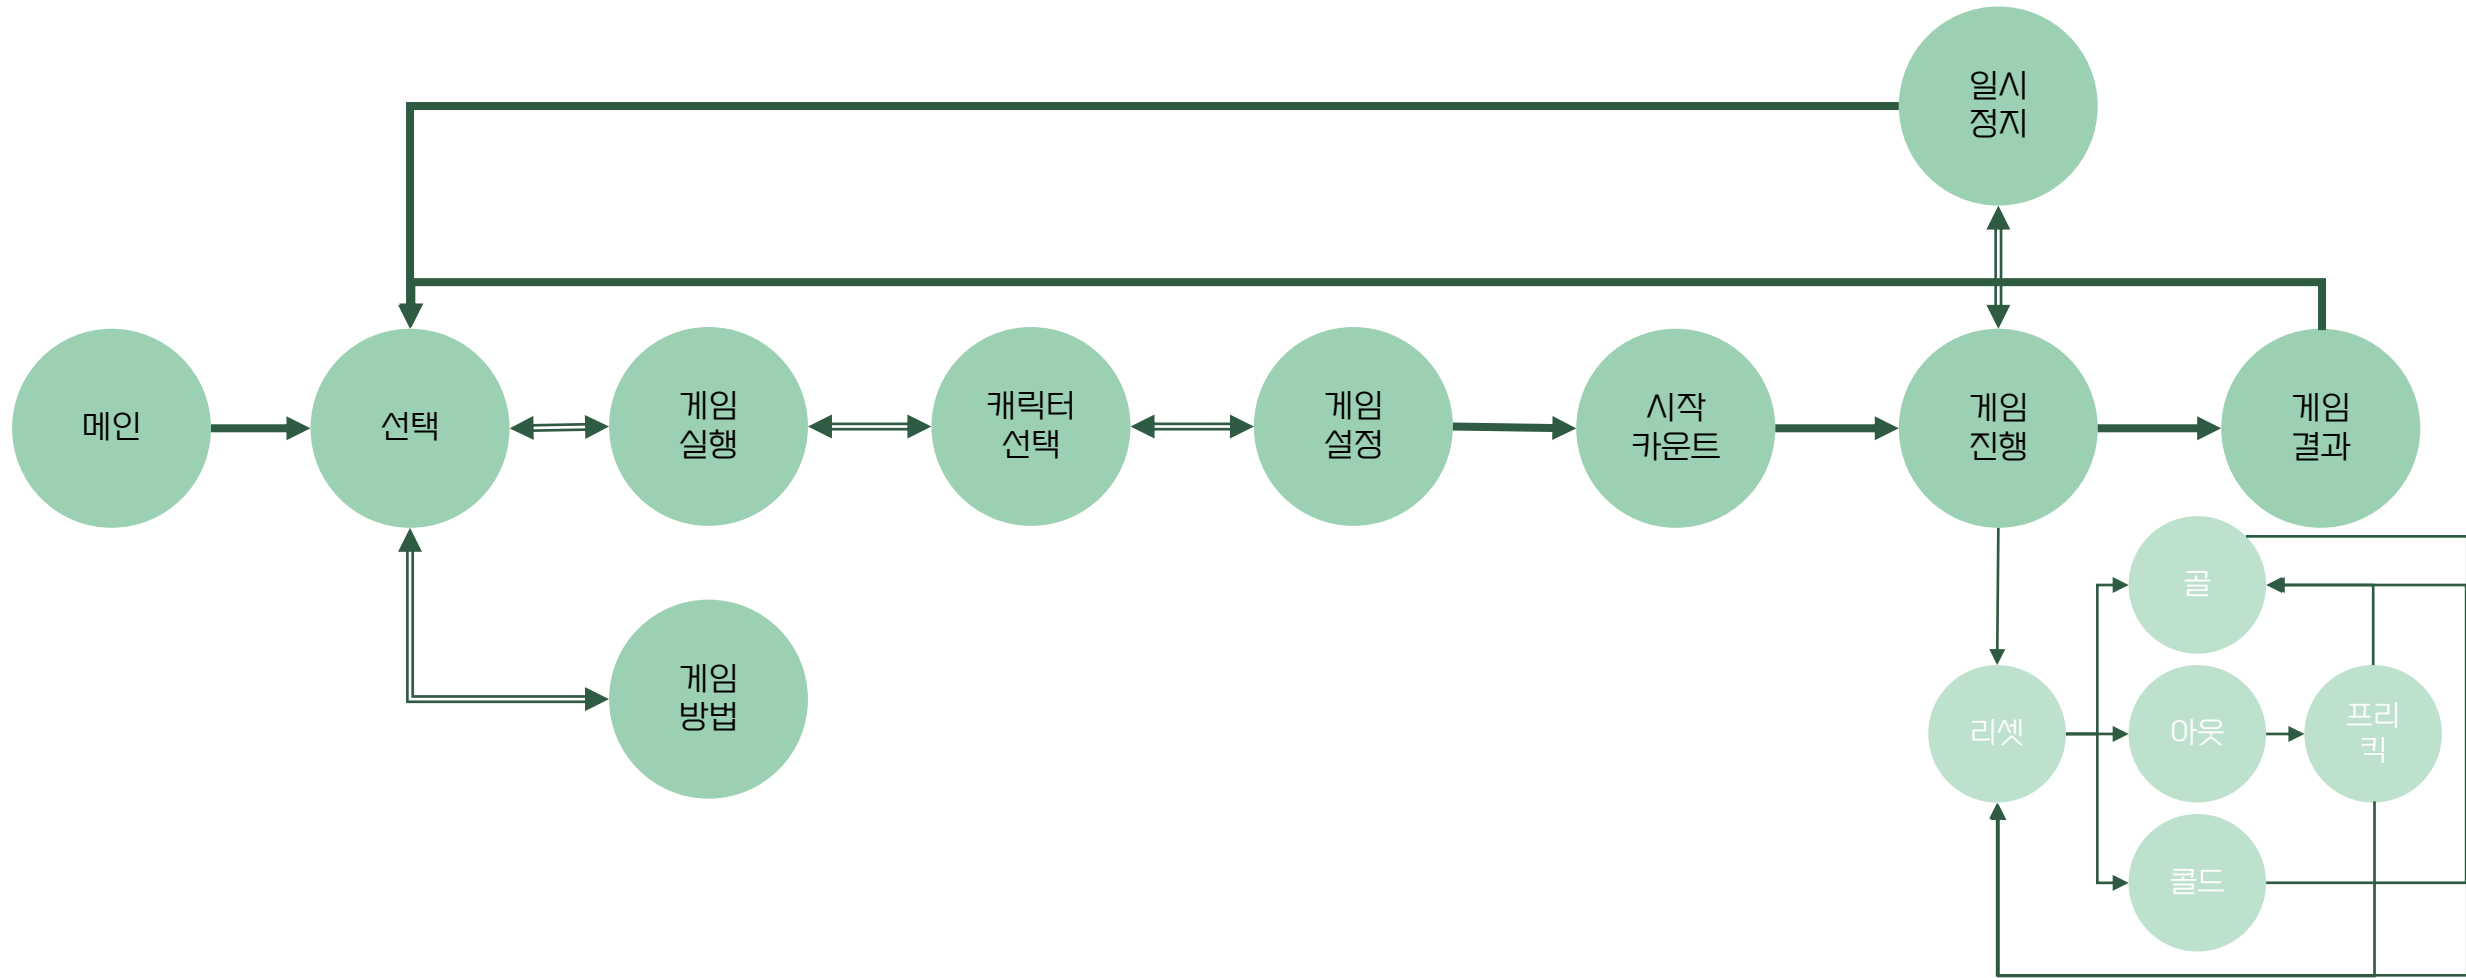 일시
정지
메인
선택
게임
실행
캐릭터
선택
게임
설정
시작
카운트
게임
진행
게임
결과
게임
방법
골
리셋
아웃
프리
킥
콜드